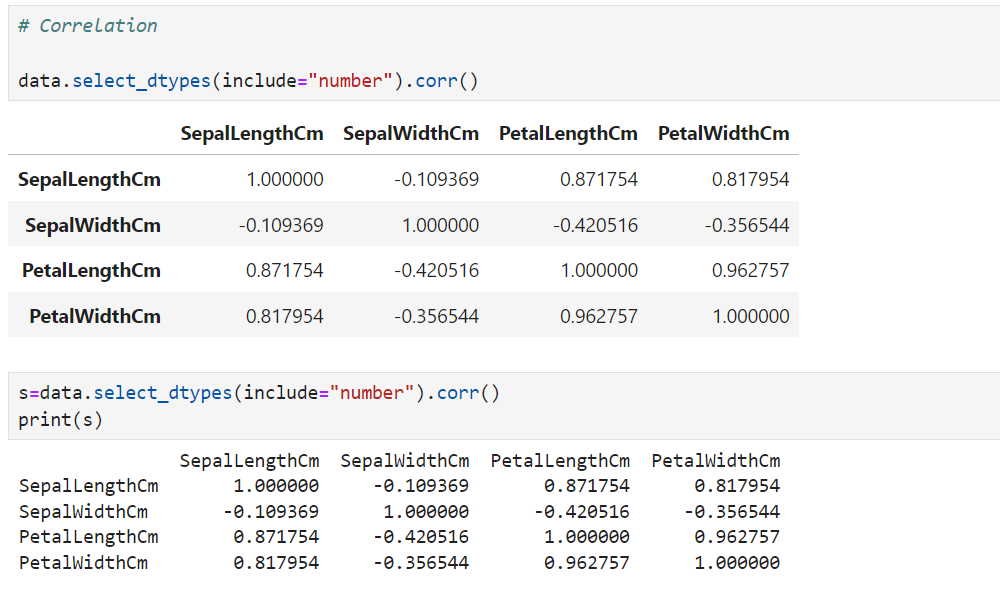 # Correlation
data.select_dtypes(include="number").corr()
SepalLengthCm SepalWidthCm PetalLengthCm PetalWidthCm
SepalLengthCm 1.000000 -0.109369 0.871754 0.817954
SepalWidthCm -0.109369 1.000000 -0.420516 -0.356544
PetalLengthCm 0.871754 -0.420516 1.000000 0.962757
PetalWidthCm 0.817954 -0.356544 0.962757 1.000000
s=data.select_dtypes(include="number").corr()
print(s)
SepalLengthCm SepalWidthCm PetalLengthCm PetalWidthCm
SepalLengthCm 1.000000 -0.109369 0.871754 0.817954
SepalWidthCm -0.109369 1.000000 -0.420516 -0.356544
PetalLengthCm 0.871754 -0.420516 1.000000 0.962757
PetalWidthCm 0.817954 -0.356544 0.962757 1.000000